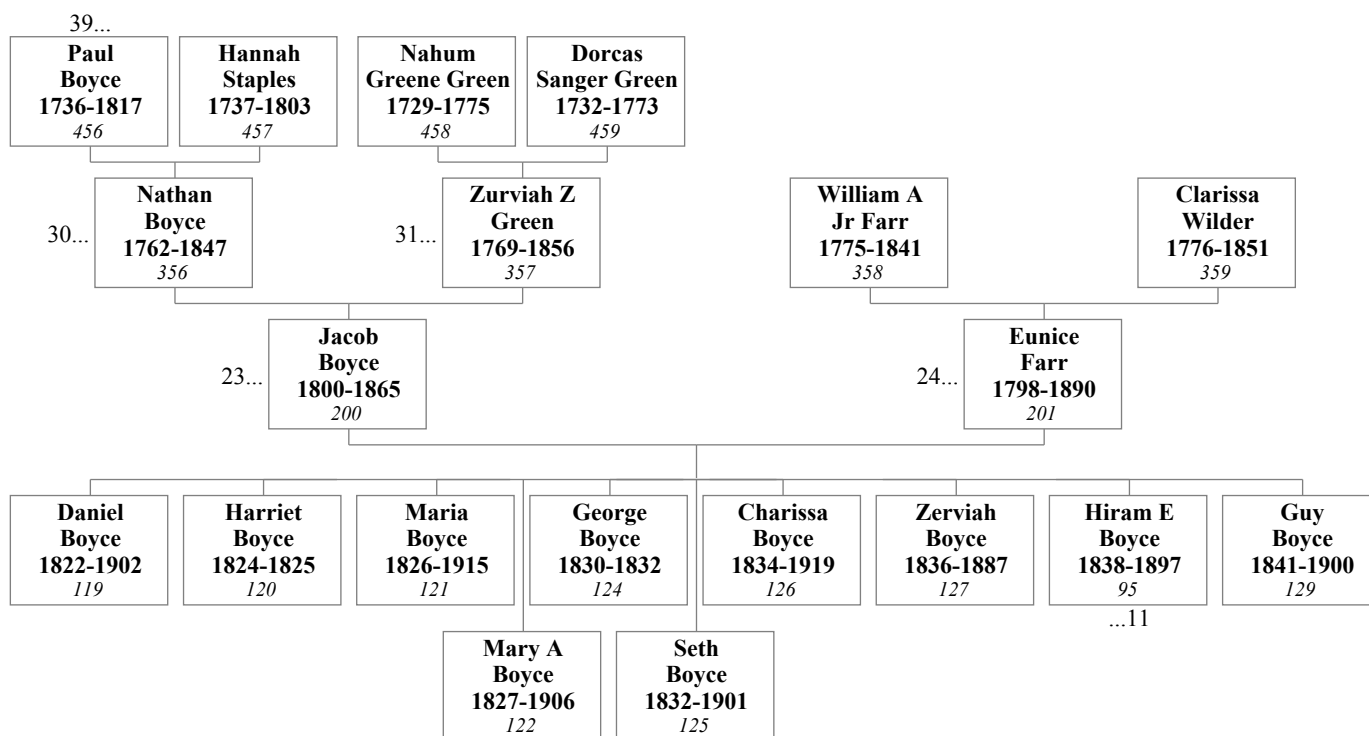 39...
Paul
Boyce
1736-1817
456
Hannah
Staples
1737-1803
457
Nahum
Greene Green
1729-1775
458
Dorcas
Sanger Green
1732-1773
459
30...
Nathan
Boyce
1762-1847
356
31...
Zurviah Z
Green
1769-1856
357
William A
Jr Farr
1775-1841
358
Clarissa
Wilder
1776-1851
359
23...
Jacob
Boyce
1800-1865
200
24...
Eunice
Farr
1798-1890
201
Daniel
Boyce
1822-1902
119
Harriet
Boyce
1824-1825
120
Maria
Boyce
1826-1915
121
George
Boyce
1830-1832
124
Charissa
Boyce
1834-1919
126
Zerviah
Boyce
1836-1887
127
Hiram E
Boyce
1838-1897
95
...11
Guy
Boyce
1841-1900
129
Mary A
Boyce
1827-1906
122
Seth
Boyce
1832-1901
125